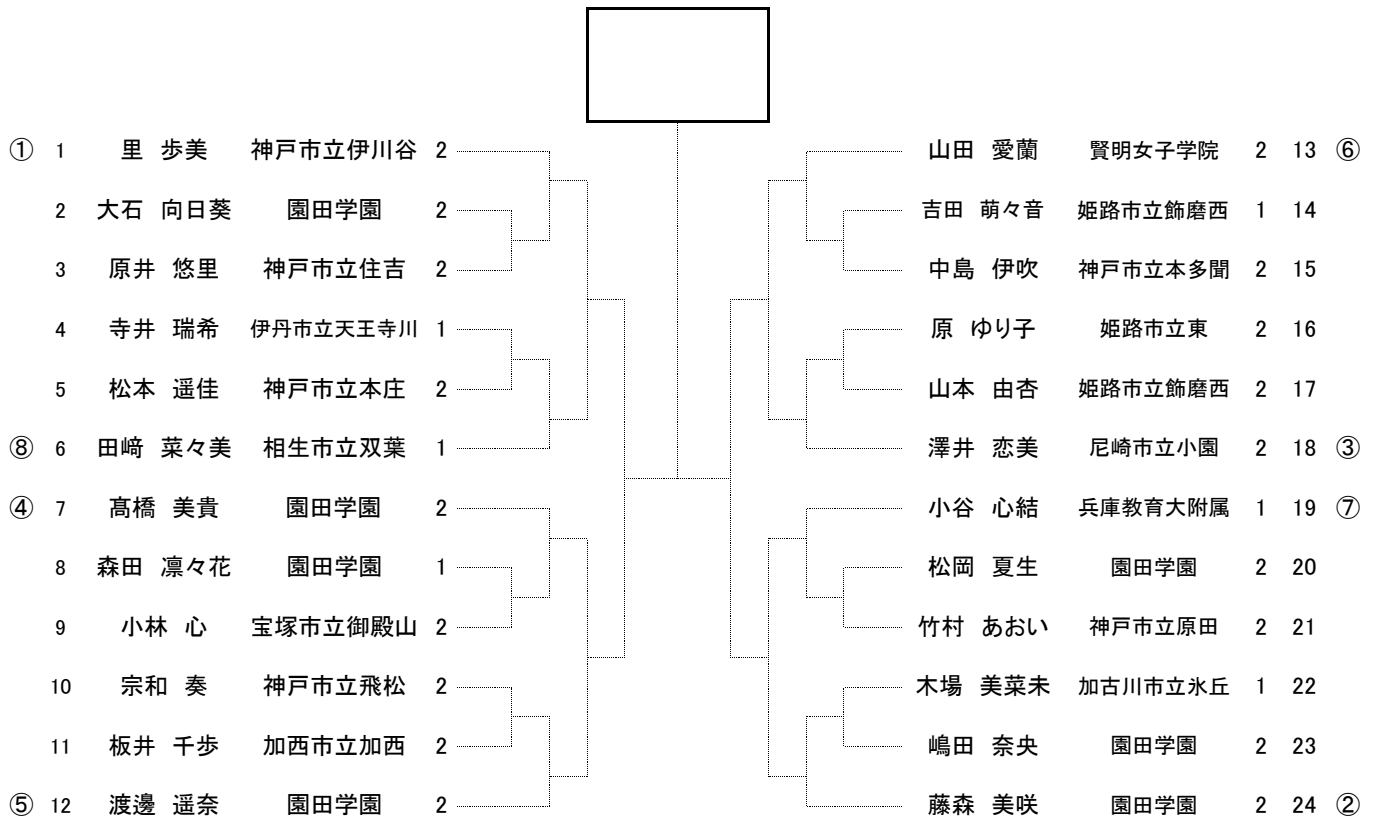 ① 1 里 歩美 神戸市立伊川谷 2
2 大石 向日葵 園田学園 2
3 原井 悠里 神戸市立住吉 2
4 寺井 瑞希 伊丹市立天王寺川 1
5 松本 遥佳 神戸市立本庄 2
⑧ 6 田﨑 菜々美 相生市立双葉 1
④ 7 髙橋 美貴 園田学園 2
8 森田 凛々花 園田学園 1
9 小林 心 宝塚市立御殿山 2
10 宗和 奏 神戸市立飛松 2
11 板井 千歩 加西市立加西 2
⑤ 12 渡邊 遥奈 園田学園 2
山田 愛蘭 賢明女子学院 2 13 ⑥
吉田 萌々音 姫路市立飾磨西 1 14
中島 伊吹 神戸市立本多聞 2 15
原 ゆり子 姫路市立東 2 16
山本 由杏 姫路市立飾磨西 2 17
澤井 恋美 尼崎市立小園 2 18 ③
小谷 心結 兵庫教育大附属 1 19 ⑦
松岡 夏生 園田学園 2 20
竹村 あおい 神戸市立原田 2 21
木場 美菜未 加古川市立氷丘 1 22
嶋田 奈央 園田学園 2 23
藤森 美咲 園田学園 2 24 ②